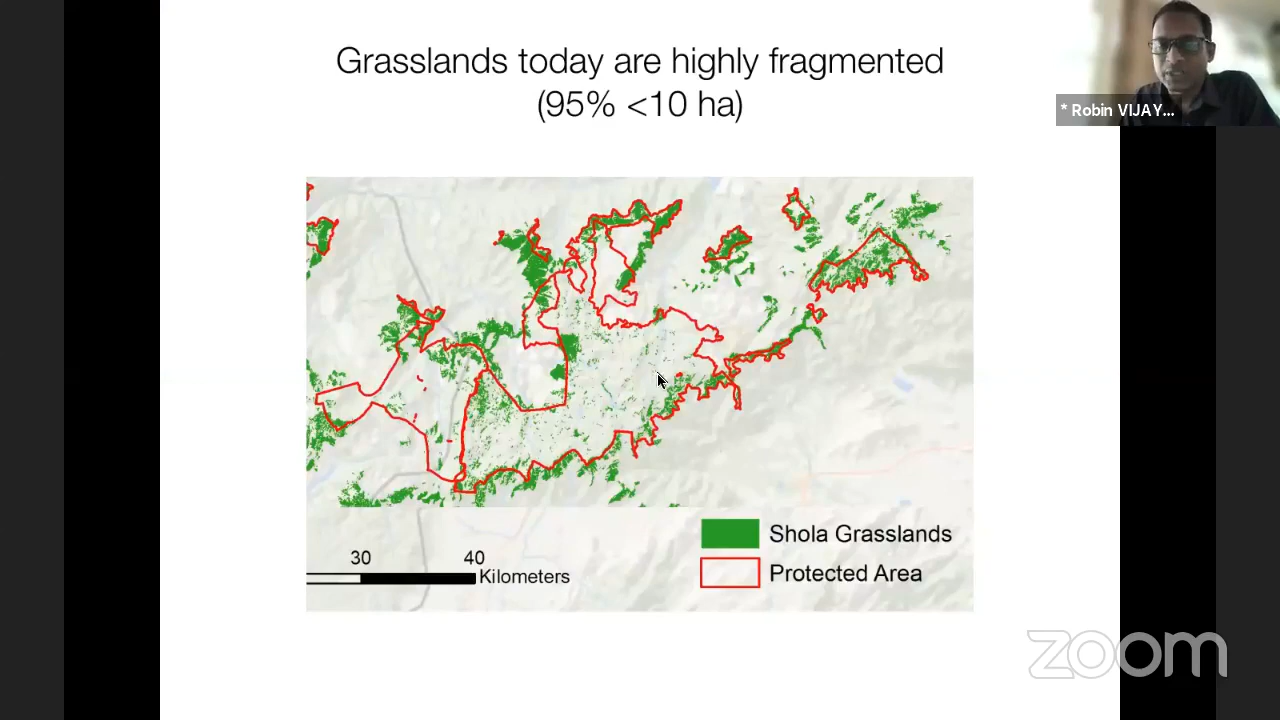 Grasslands today are highly fragmented
(95% <10 ha)
* Robin VIJAY...
30 40
Kilometers
Shola Grasslands
Protected Area
zoom